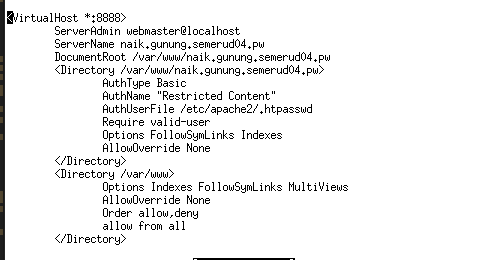 <VirtualHost *:8888>
ServerAdmin webmaster@localhost
ServerName naik.gunung.semerud04.pw
DocumentRoot /var/www/naik.gunung.semerud04.pw
<Directory /var/www/naik.gunung.semerud04.pw>
AuthType Basic
AuthName "Restricted Content"
AuthUserFile /etc/apache2/.htpasswd
Require valid-user
Options FollowSymLinks Indexes
AllowOverride None
</Directory>
<Directory /var/www>
Options Indexes FollowSymLinks MultiViews
AllowOverride None
Order allow,deny
allow from all
</Directory>